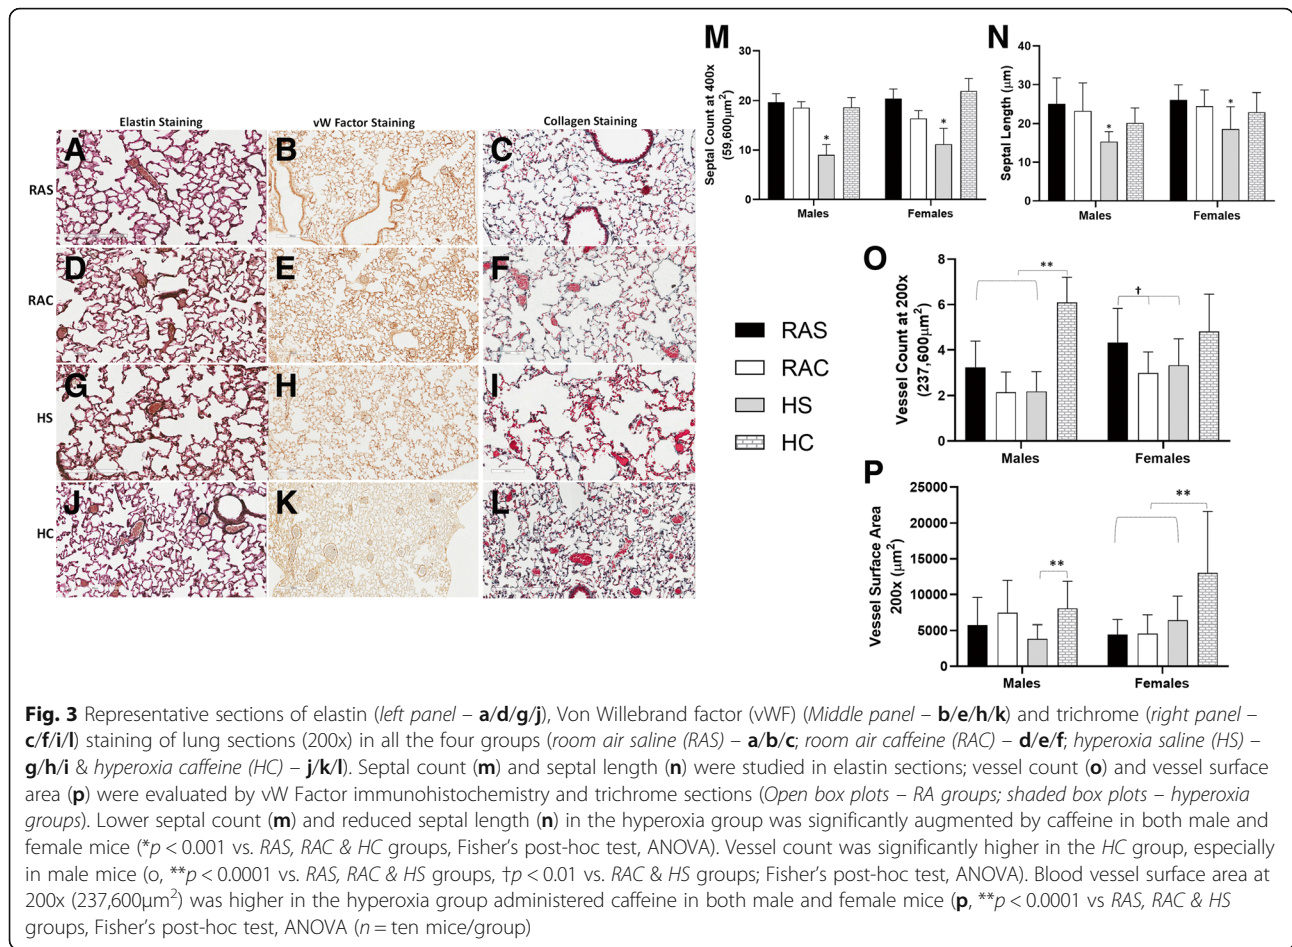 Elastin Staining
vW Factor Staining
Collagen Staining
RAS
A
B
C
RAC
D
E
F
HS
G
H
I
HC
J
K
L
M
Septal Count at 400x
(59,600µm²)
30
20
10
0
*
*
Males
Females
N
Septal Length (µm)
40
30
20
10
0
*
*
Males
Females
RAS
RAC
HS
HC
O
Vessel Count at 200x
(237,600µm²)
8
6
4
2
0
**
†
Males
Females
P
Vessel Surface Area
200x (µm²)
25000
20000
15000
10000
5000
0
**
**
Males
Females
Fig. 3 Representative sections of elastin (left panel – a/d/g/j), Von Willebrand factor (vWF) (Middle panel – b/e/h/k) and trichrome (right panel –
c/f/i/l) staining of lung sections (200x) in all the four groups (room air saline (RAS) – a/b/c; room air caffeine (RAC) – d/e/f; hyperoxia saline (HS) –
g/h/i & hyperoxia caffeine (HC) – j/k/l). Septal count (m) and septal length (n) were studied in elastin sections; vessel count (o) and vessel surface
area (p) were evaluated by vW Factor immunohistochemistry and trichrome sections (Open box plots – RA groups; shaded box plots – hyperoxia
groups). Lower septal count (m) and reduced septal length (n) in the hyperoxia group was significantly augmented by caffeine in both male and
female mice (*p < 0.001 vs. RAS, RAC & HC groups, Fisher's post-hoc test, ANOVA). Vessel count was significantly higher in the HC group, especially
in male mice (o, **p < 0.0001 vs. RAS, RAC & HS groups, †p < 0.01 vs. RAC & HS groups; Fisher's post-hoc test, ANOVA). Blood vessel surface area at
200x (237,600µm²) was higher in the hyperoxia group administered caffeine in both male and female mice (p, **p < 0.0001 vs RAS, RAC & HS
groups, Fisher's post-hoc test, ANOVA (n = ten mice/group)